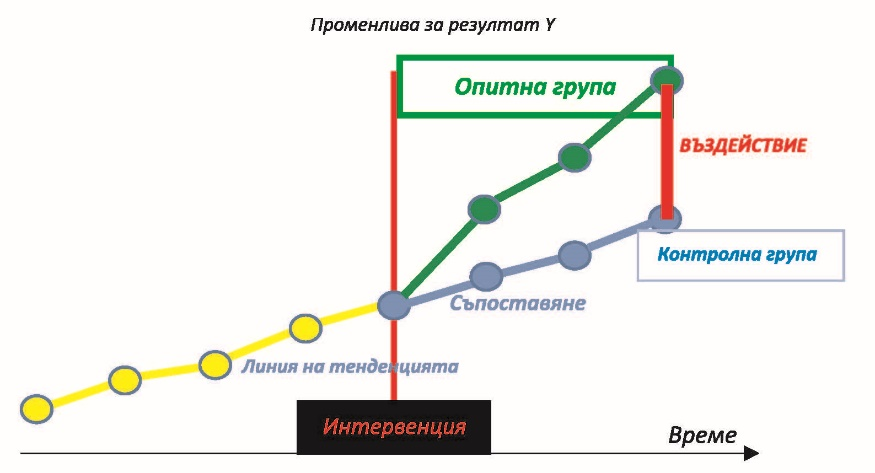 Променлива за резултат Y
Опитна група
ВЪЗДЕЙСТВИЕ
Контролна група
Съпоставяне
Линия на тенденцията
Интервенция
Време